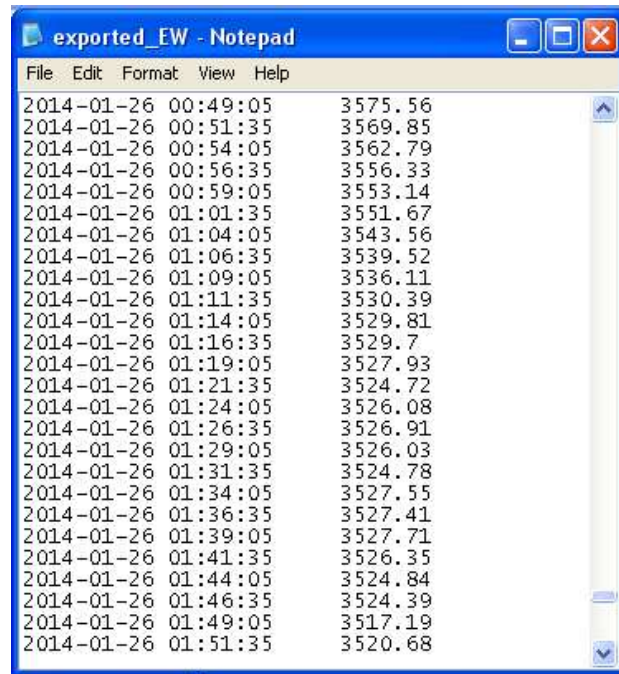 exported_EW - Notepad
File Edit Format View Help
2014-01-26 00:49:05 3575.56
2014-01-26 00:51:35 3569.85
2014-01-26 00:54:05 3562.79
2014-01-26 00:56:35 3556.33
2014-01-26 00:59:05 3553.14
2014-01-26 01:01:35 3551.67
2014-01-26 01:04:05 3543.56
2014-01-26 01:06:35 3539.52
2014-01-26 01:09:05 3536.11
2014-01-26 01:11:35 3530.39
2014-01-26 01:14:05 3529.81
2014-01-26 01:16:35 3529.7
2014-01-26 01:19:05 3527.93
2014-01-26 01:21:35 3524.72
2014-01-26 01:24:05 3526.08
2014-01-26 01:26:35 3526.91
2014-01-26 01:29:05 3526.03
2014-01-26 01:31:35 3524.78
2014-01-26 01:34:05 3527.55
2014-01-26 01:36:35 3527.41
2014-01-26 01:39:05 3527.71
2014-01-26 01:41:35 3526.35
2014-01-26 01:44:05 3524.84
2014-01-26 01:46:35 3524.39
2014-01-26 01:49:05 3517.19
2014-01-26 01:51:35 3520.68